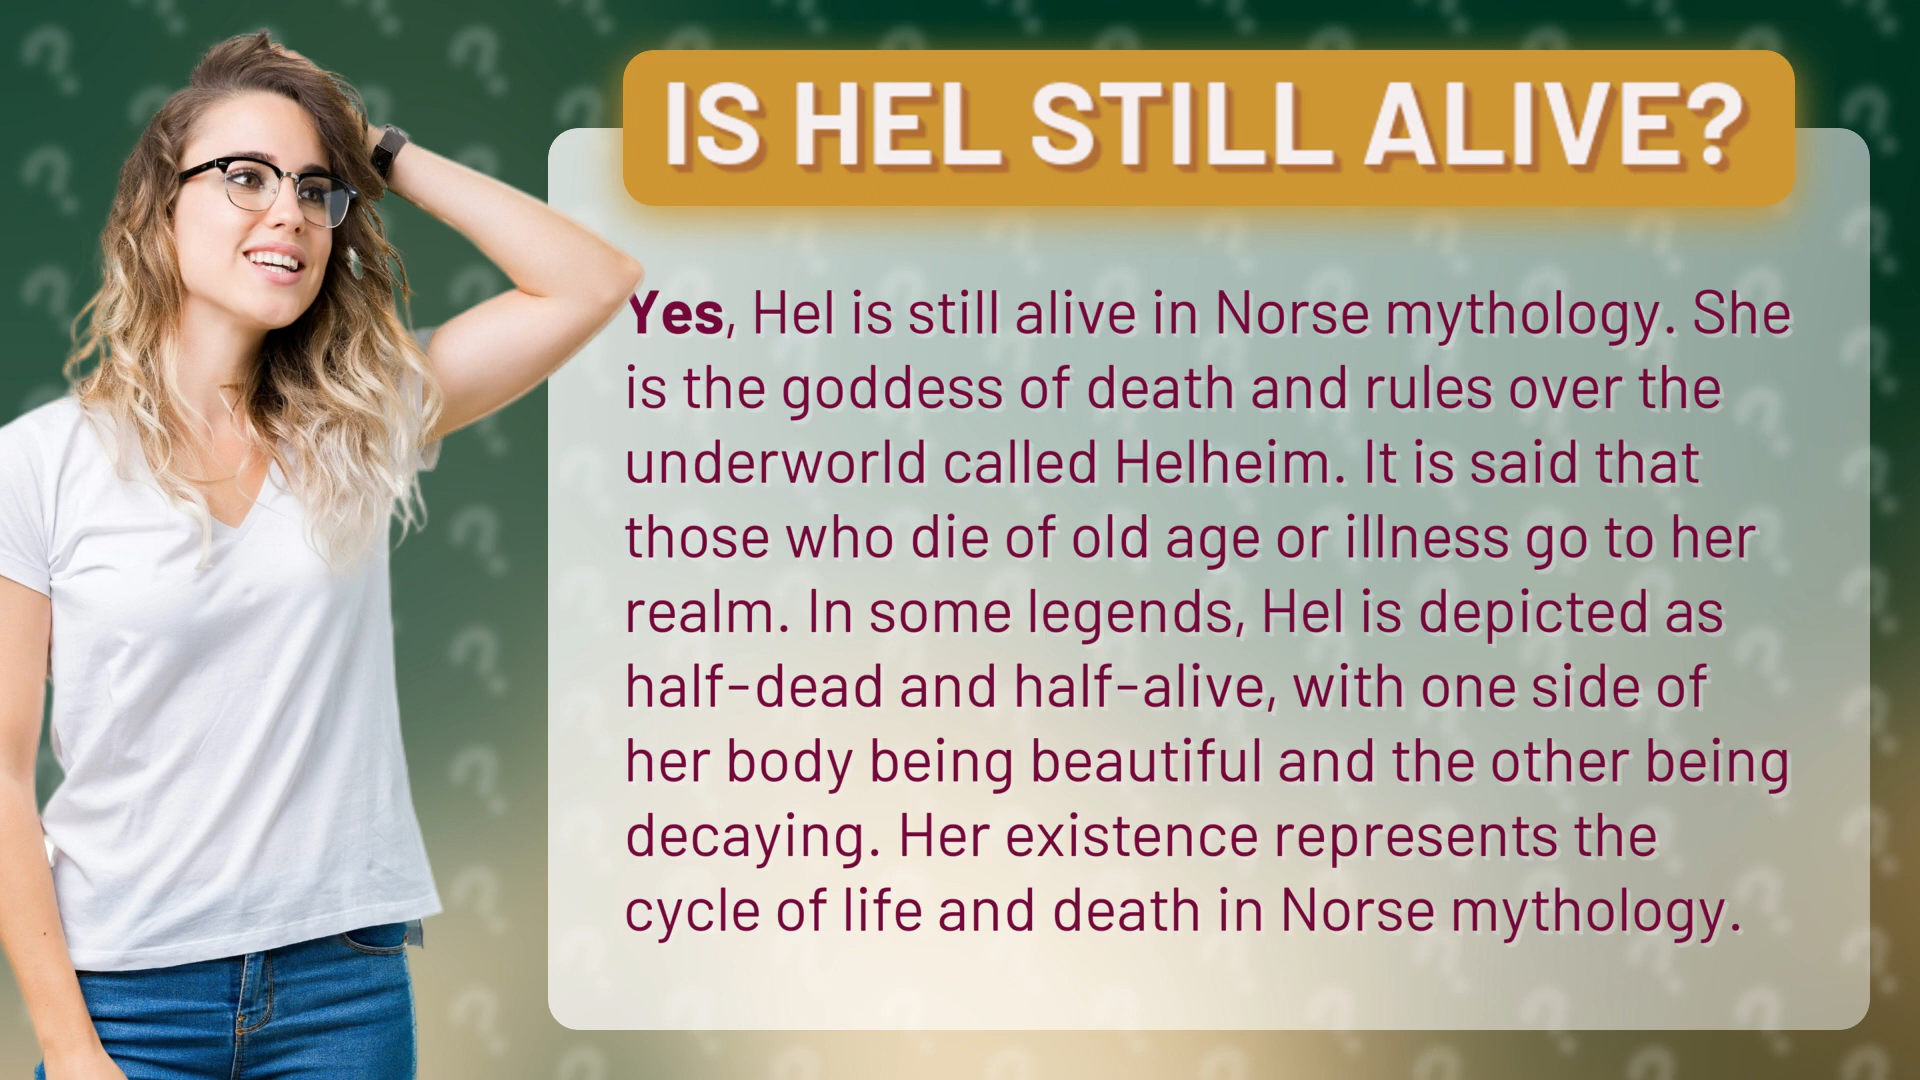 IS HEL STILL ALIVE?
Yes, Hel is still alive in Norse mythology. She
is the goddess of death and rules over the
underworld called Helheim. It is said that
those who die of old age or illness go to her
realm. In some legends, Hel is depicted as
half-dead and half-alive, with one side of
her body being beautiful and the other being
decaying. Her existence represents the
cycle of life and death in Norse mythology.